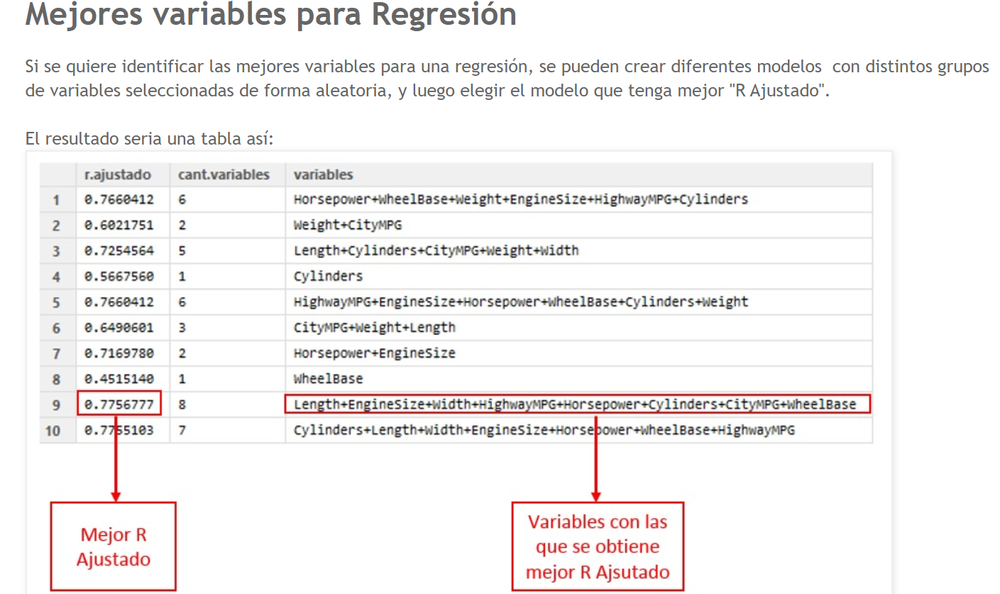 Mejores variables para Regresión
Si se quiere identificar las mejores variables para una regresión, se pueden crear diferentes modelos  con distintos grupos
de variables seleccionadas de forma aleatoria, y luego elegir el modelo que tenga mejor "R Ajustado".
El resultado seria una tabla así:
r.ajustado cant.variables variables
1 0.7660412 6 Horsepower+WheelBase+Weight+EngineSize+HighwayMPG+Cylinders
2 0.6021751 2 Weight+CityMPG
3 0.7254564 5 Length+Cylinders+CityMPG+Weight+Width
4 0.5667560 1 Cylinders
5 0.7660412 6 HighwayMPG+EngineSize+Horsepower+WheelBase+Cylinders+Weight
6 0.6490601 3 CityMPG+Weight+Length
7 0.7169780 2 Horsepower+EngineSize
8 0.4515140 1 WheelBase
9 0.7756777 8 Length+EngineSize+Width+HighwayMPG+Horsepower+Cylinders+CityMPG+WheelBase
10 0.7755103 7 Cylinders+Length+Width+EngineSize+Horsepower+WheelBase+HighwayMPG
Mejor R
Ajustado
Variables con las
que se obtiene
mejor R Ajsutado